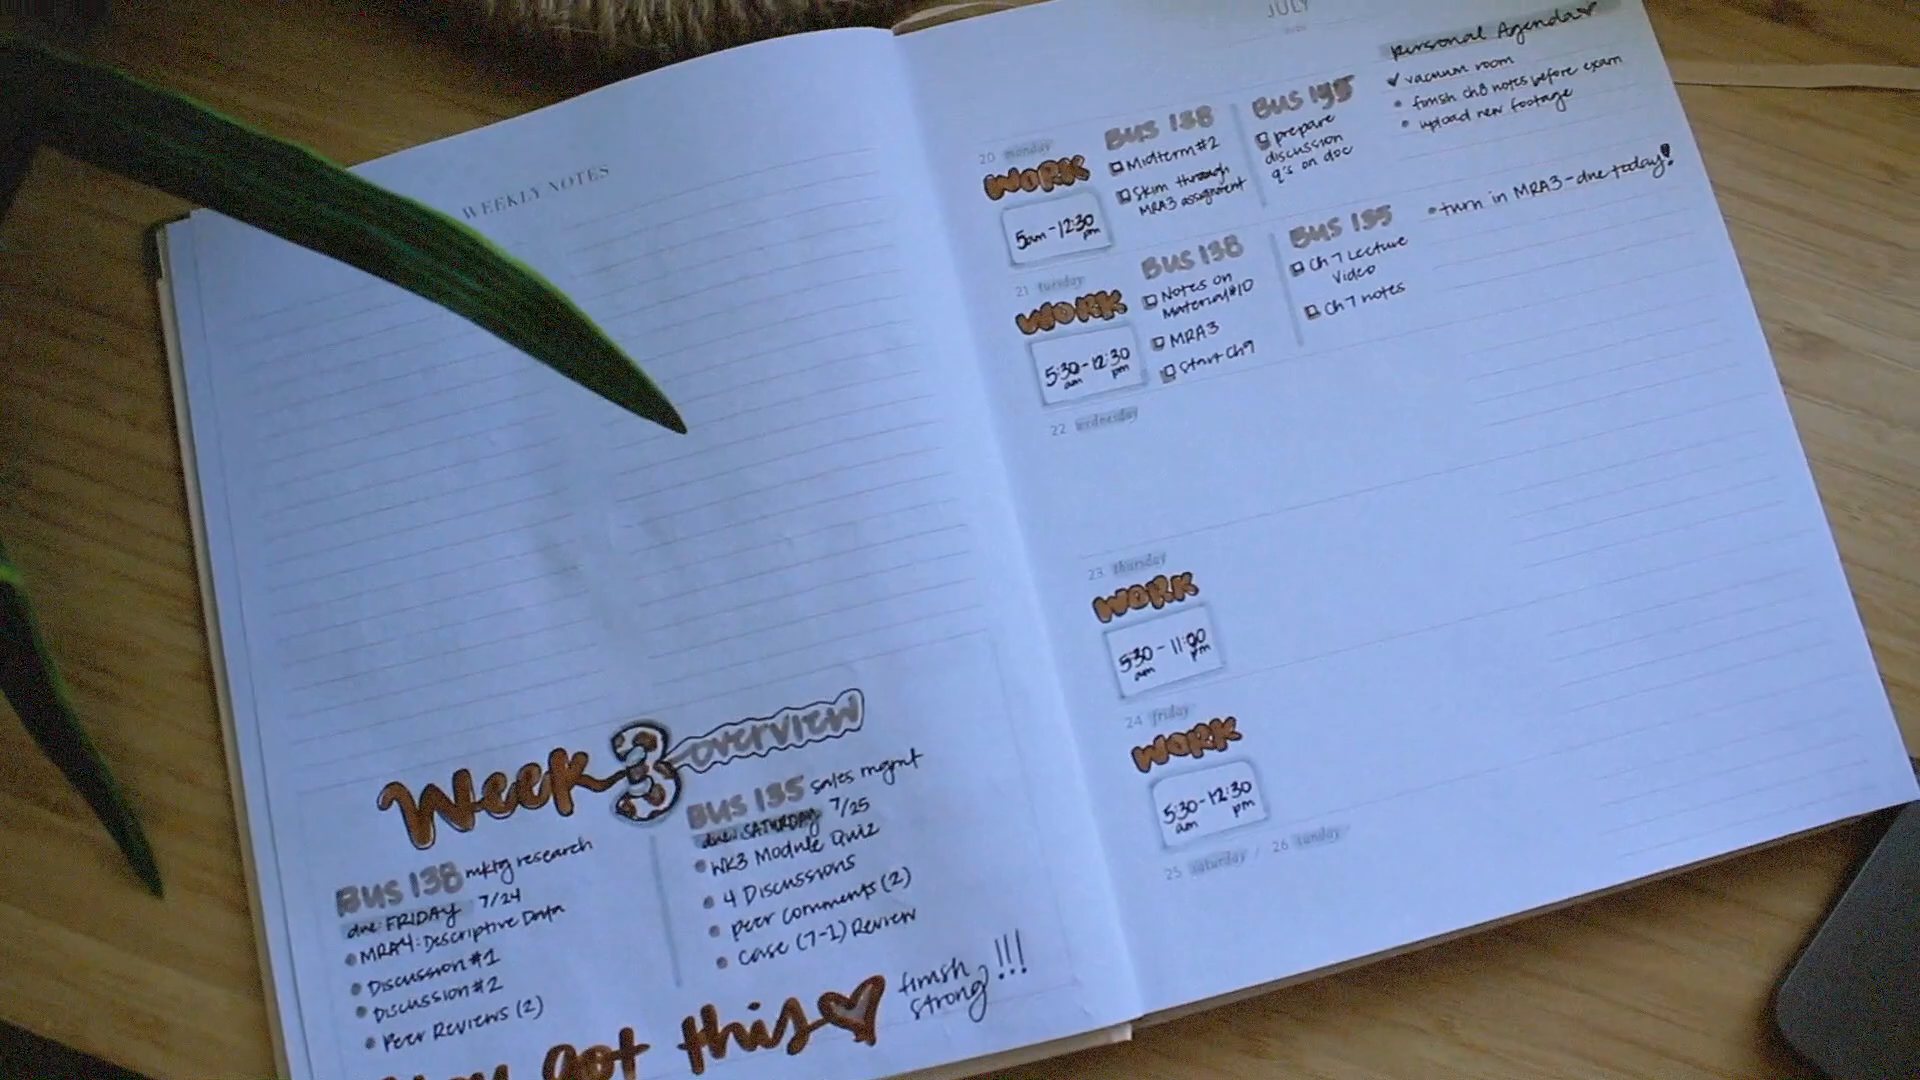 WEEKLY NOTES
Week 3 overview
BUS 138 mktg research
due: FRIDAY 7/24
MRA4: Descriptive Data
Discussion #1
Discussion #2
Peer Reviews (2)
BUS 135 sales mgmt
due: SATURDAY 7/25
WK3 Module Quiz
4 Discussions
peer comments (2)
case (7-1) Review
got this
finish
strong !!!
JULY
20 monday
WORK
5am - 12:30
pm
BUS 138
Midterm #2
Skim through
MRA3 assignment
BUS 135
prepare
discussion
q's on doc
Personal Agenda
✓ vacuum room
finish ch8 notes before exam
upload new footage
21 tuesday
WORK
5:30 - 12:30
am pm
BUS 138
Notes on
Material #10
MRA3
Start Ch9
BUS 135
Ch 7 Lecture
Video
Ch 7 notes
turn in MRA3 - due today!
22 wednesday
23 thursday
WORK
5:30 - 11:00
am pm
24 friday
WORK
5:30 - 12:30
am pm
25 saturday / 26 sunday